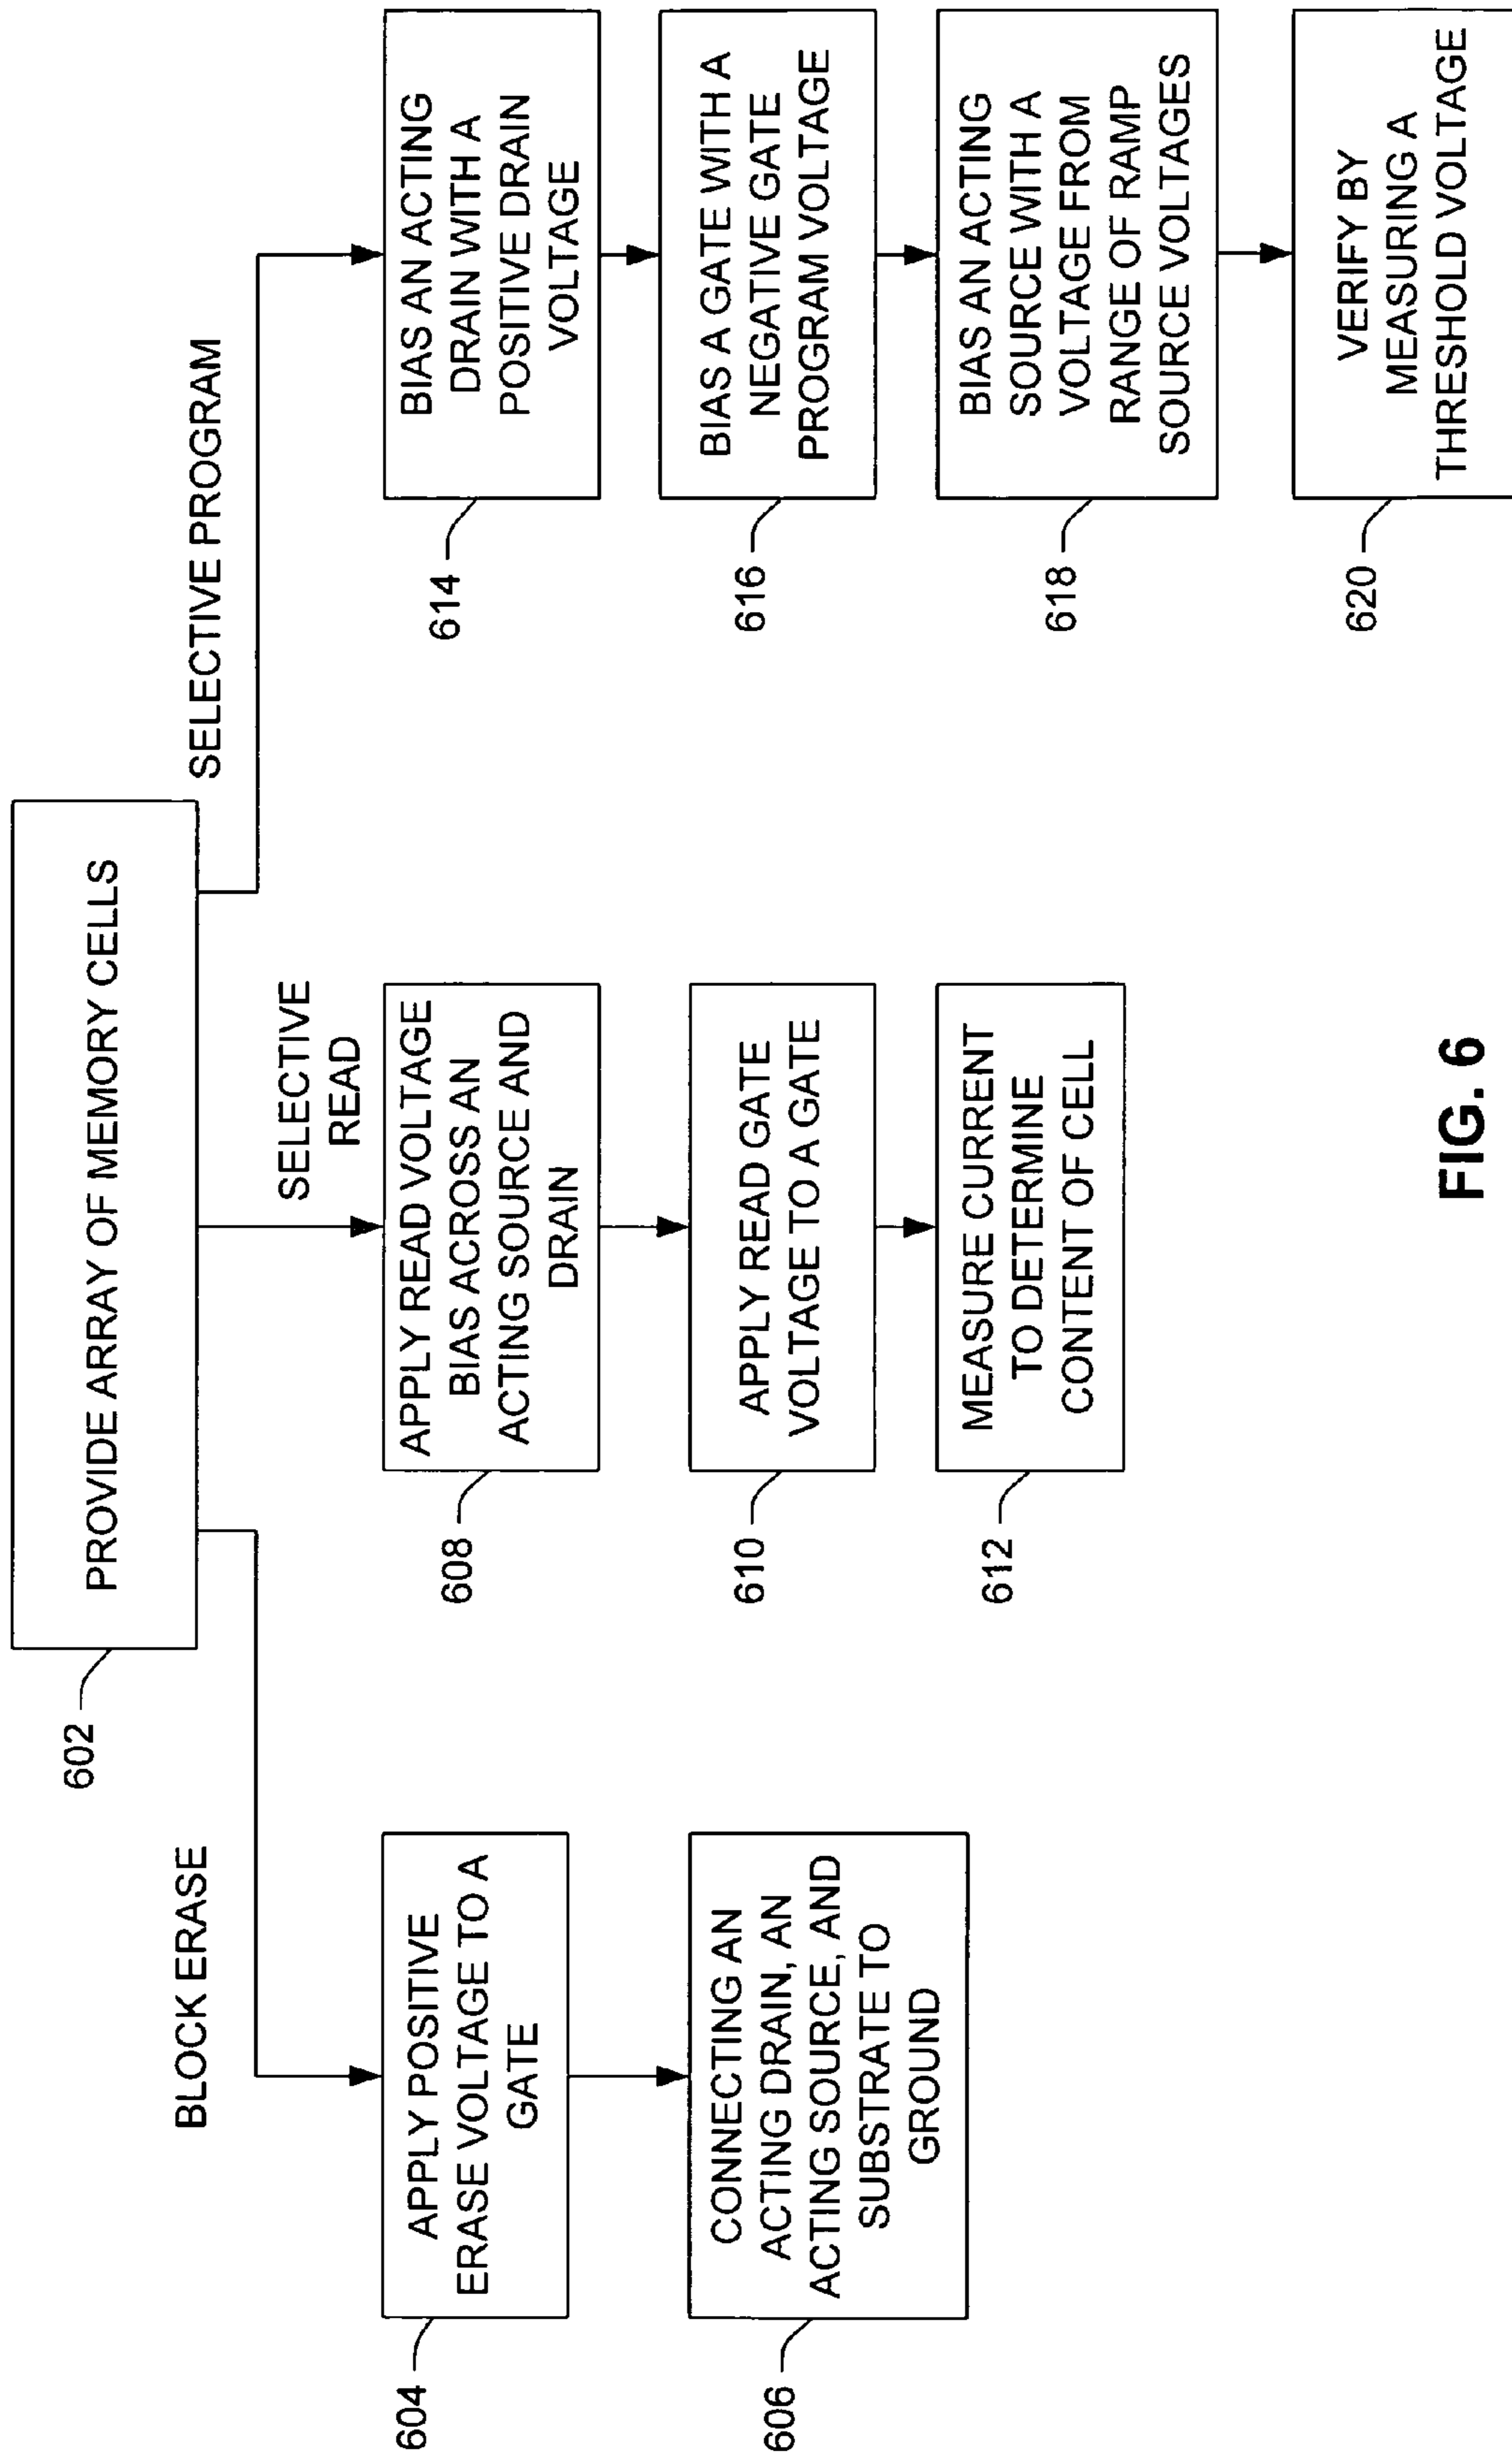 602
PROVIDE ARRAY OF MEMORY CELLS
BLOCK ERASE
604
APPLY POSITIVE
ERASE VOLTAGE TO A
GATE
606
CONNECTING AN
ACTING DRAIN, AN
ACTING SOURCE, AND
SUBSTRATE TO
GROUND
SELECTIVE
READ
608
APPLY READ VOLTAGE
BIAS ACROSS AN
ACTING SOURCE AND
DRAIN
610
APPLY READ GATE
VOLTAGE TO A GATE
612
MEASURE CURRENT
TO DETERMINE
CONTENT OF CELL
SELECTIVE PROGRAM
614
BIAS AN ACTING
DRAIN WITH A
POSITIVE DRAIN
VOLTAGE
616
BIAS A GATE WITH A
NEGATIVE GATE
PROGRAM VOLTAGE
618
BIAS AN ACTING
SOURCE WITH A
VOLTAGE FROM
RANGE OF RAMP
SOURCE VOLTAGES
620
VERIFY BY
MEASURING A
THRESHOLD VOLTAGE
FIG. 6